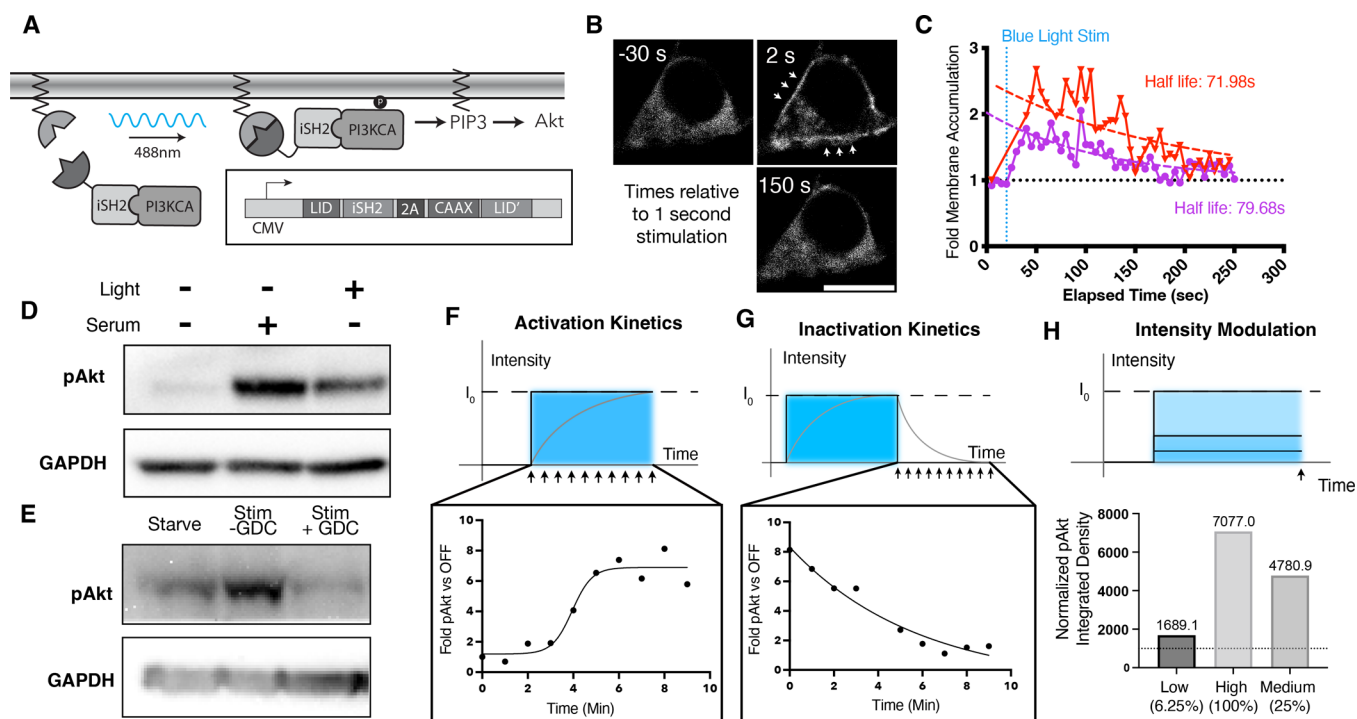 A
488nm
iSH2
PI3KCA
iSH2
PI3KCA
P
PIP3
Akt
CMV
LID
iSH2
2A
CAAX
LID'
B
-30 s
2 s
150 s
Times relative
to 1 second
stimulation
C
Blue Light Stim
Fold Membrane Accumulation
3
2
1
0
Half life: 71.98s
Half life: 79.68s
0
50
100
150
200
250
300
Elapsed Time (sec)
D
Light - - +
Serum - + -
pAkt
GAPDH
E
Starve
Stim
-GDC
Stim
+ GDC
pAkt
GAPDH
F
Activation Kinetics
Intensity
I0
Time
Fold pAkt vs OFF
10
8
6
4
2
0
0 2 4 6 8 10
Time (Min)
G
Inactivation Kinetics
Intensity
I0
Time
Fold pAkt vs OFF
10
8
6
4
2
0
0 2 4 6 8 10
Time (Min)
H
Intensity Modulation
Intensity
I0
Time
Normalized pAkt
Integrated Density
8000
6000
4000
2000
0
1689.1
7077.0
4780.9
Low
(6.25%)
High
(100%)
Medium
(25%)